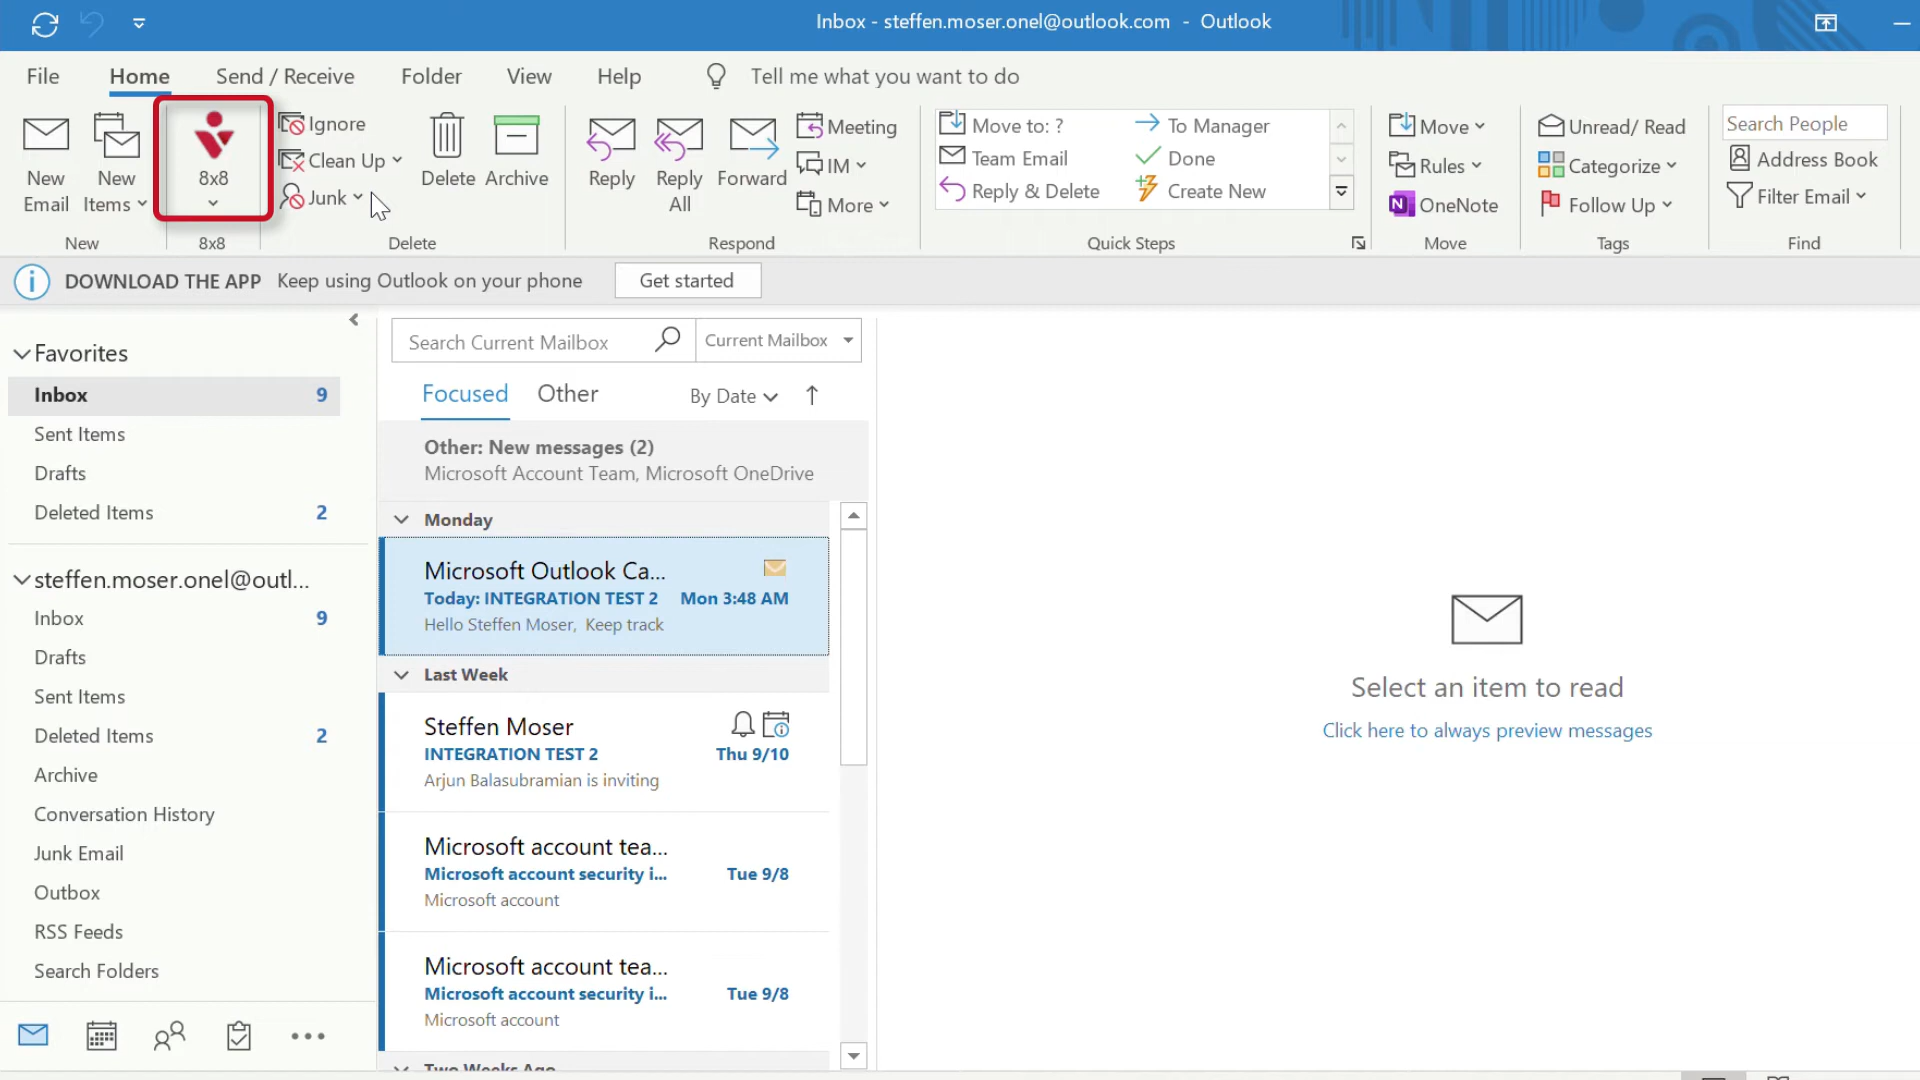 Inbox - steffen.moser.onel@outlook.com - Outlook
File Home Send / Receive Folder View Help Tell me what you want to do
New Email
New Items
8x8
Ignore
Clean Up
Junk
Delete
Archive
Reply
Reply All
Forward
Meeting
IM
More
Move to: ?
Team Email
Reply & Delete
To Manager
Done
Create New
Move
Rules
OneNote
Unread/ Read
Categorize
Follow Up
Search People
Address Book
Filter Email
New 8x8 Delete Respond Quick Steps Move Tags Find
DOWNLOAD THE APP Keep using Outlook on your phone Get started
Favorites
Inbox 9
Sent Items
Drafts
Deleted Items 2
steffen.moser.onel@outl...
Inbox 9
Drafts
Sent Items
Deleted Items 2
Archive
Conversation History
Junk Email
Outbox
RSS Feeds
Search Folders
Search Current Mailbox Current Mailbox
Focused Other By Date
Other: New messages (2)
Microsoft Account Team, Microsoft OneDrive
Monday
Microsoft Outlook Ca...
Today: INTEGRATION TEST 2 Mon 3:48 AM
Hello Steffen Moser, Keep track
Last Week
Steffen Moser
INTEGRATION TEST 2 Thu 9/10
Arjun Balasubramian is inviting
Microsoft account tea...
Microsoft account security i... Tue 9/8
Microsoft account
Microsoft account tea...
Microsoft account security i... Tue 9/8
Microsoft account
Two Weeks Ago
Select an item to read
Click here to always preview messages